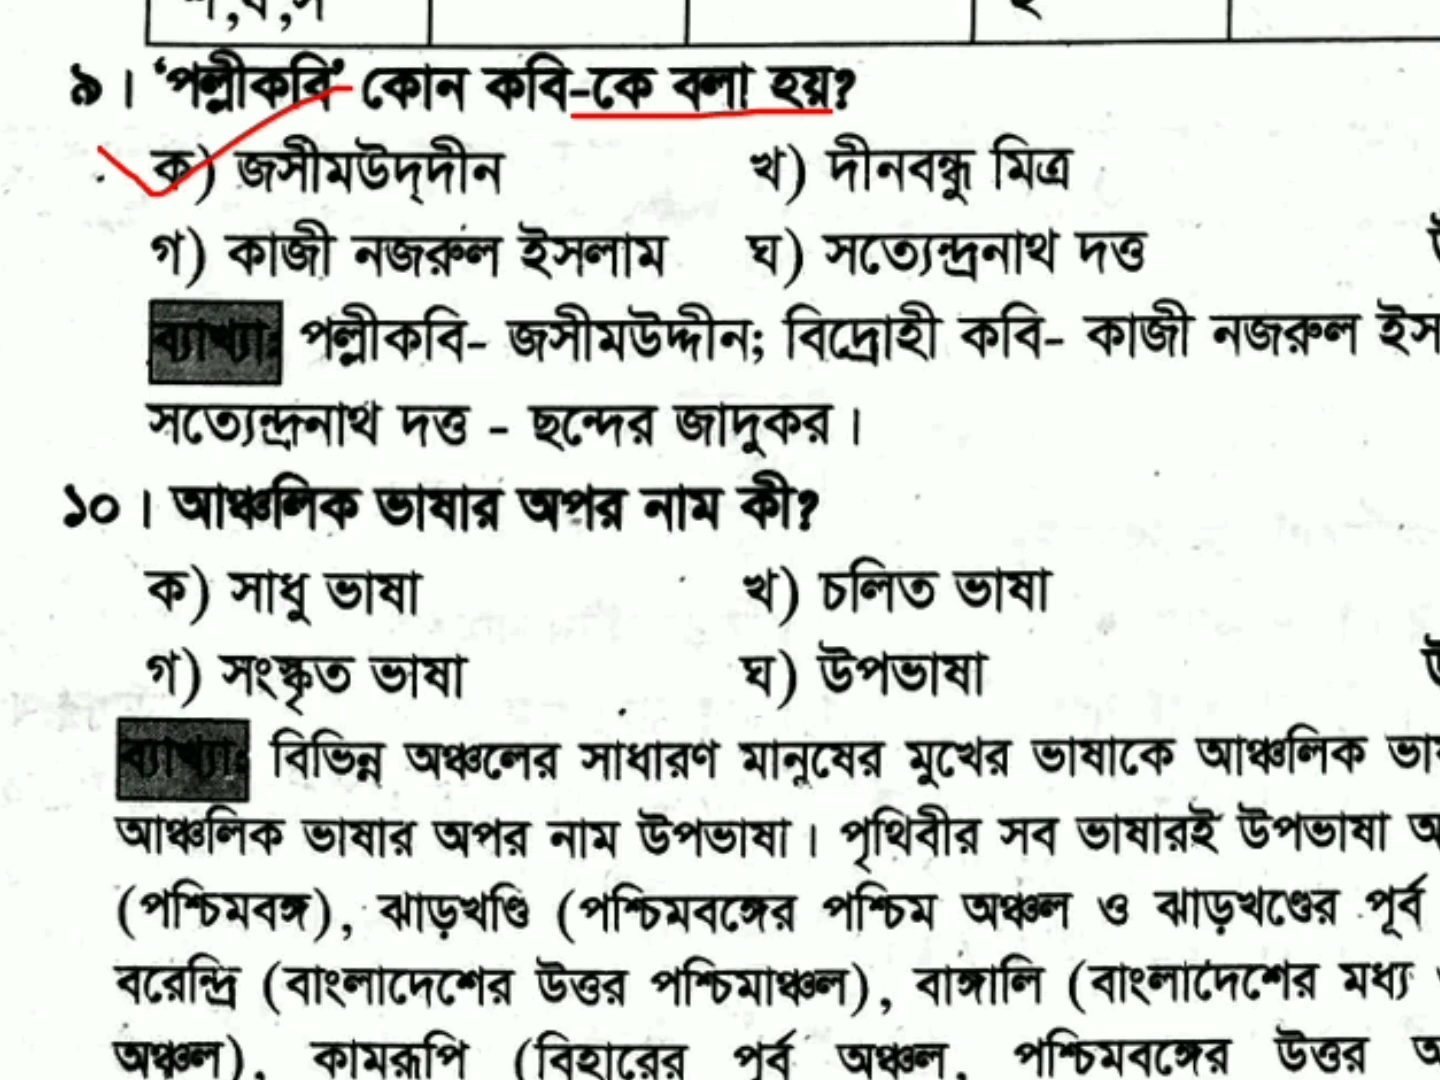 শ,ষ,স
৯। ‘পল্লীকবি’ কোন কবি-কে বলা হয়?
ক) জসীমউদ্‌দীন খ) দীনবন্ধু মিত্র
গ) কাজী নজরুল ইসলাম ঘ) সত্যেন্দ্রনাথ দত্ত
ব্যাখ্যা: পল্লীকবি- জসীমউদ্দীন; বিদ্রোহী কবি- কাজী নজরুল ইস
সত্যেন্দ্রনাথ দত্ত - ছন্দের জাদুকর।
১০। আঞ্চলিক ভাষার অপর নাম কী?
ক) সাধু ভাষা খ) চলিত ভাষা
গ) সংস্কৃত ভাষা ঘ) উপভাষা
ব্যাখ্যা: বিভিন্ন অঞ্চলের সাধারণ মানুষের মুখের ভাষাকে আঞ্চলিক ভা
আঞ্চলিক ভাষার অপর নাম উপভাষা। পৃথিবীর সব ভাষারই উপভাষা
(পশ্চিমবঙ্গ), ঝাড়খণ্ডি (পশ্চিমবঙ্গের পশ্চিম অঞ্চল ও ঝাড়খণ্ডের পূর্ব
বরেন্দ্রি (বাংলাদেশের উত্তর পশ্চিমাঞ্চল), বাঙ্গালি (বাংলাদেশের মধ্য
অঞ্চল), কামরূপি (বিহারের পূর্ব অঞ্চল, পশ্চিমবঙ্গের উত্তর